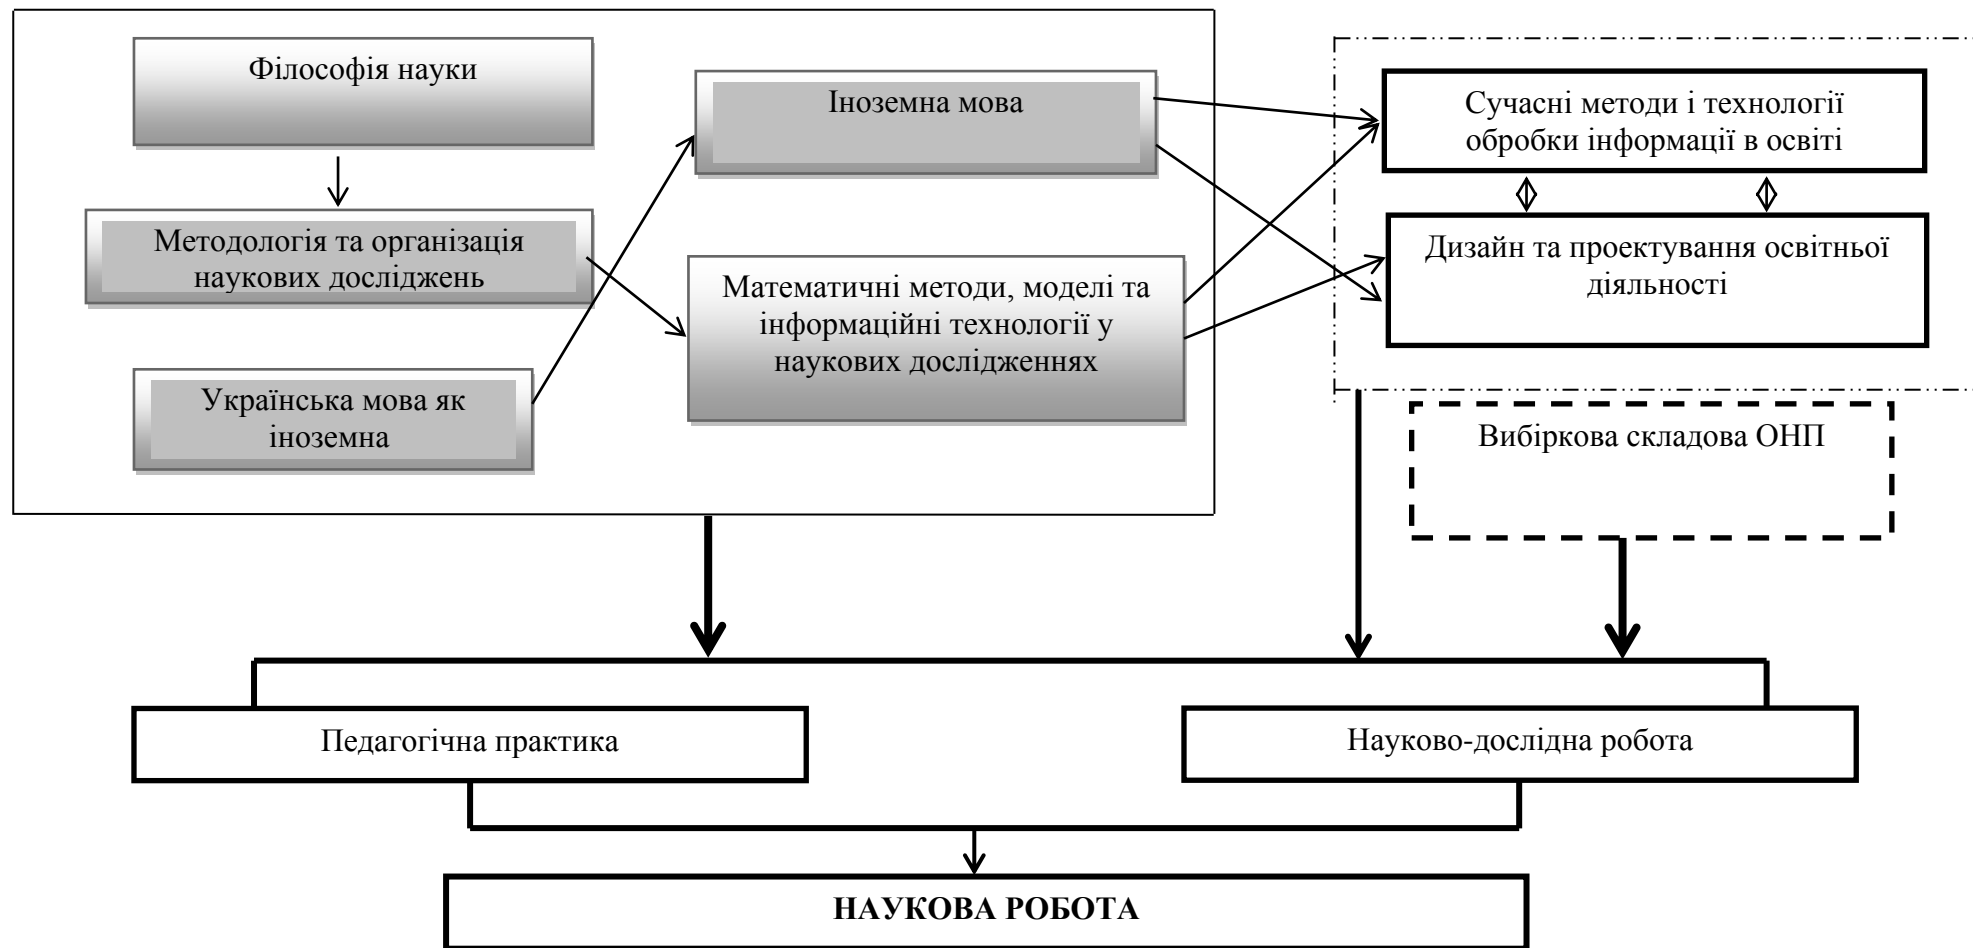 Філософія науки
Методологія та організація
наукових досліджень
Українська мова як
іноземна
Іноземна мова
Математичні методи, моделі та
інформаційні технології у
наукових дослідженнях
Сучасні методи і технології
обробки інформації в освіті
Дизайн та проектування освітньої
діяльності
Вибіркова складова ОНП
Педагогічна практика
Науково-дослідна робота
НАУКОВА РОБОТА